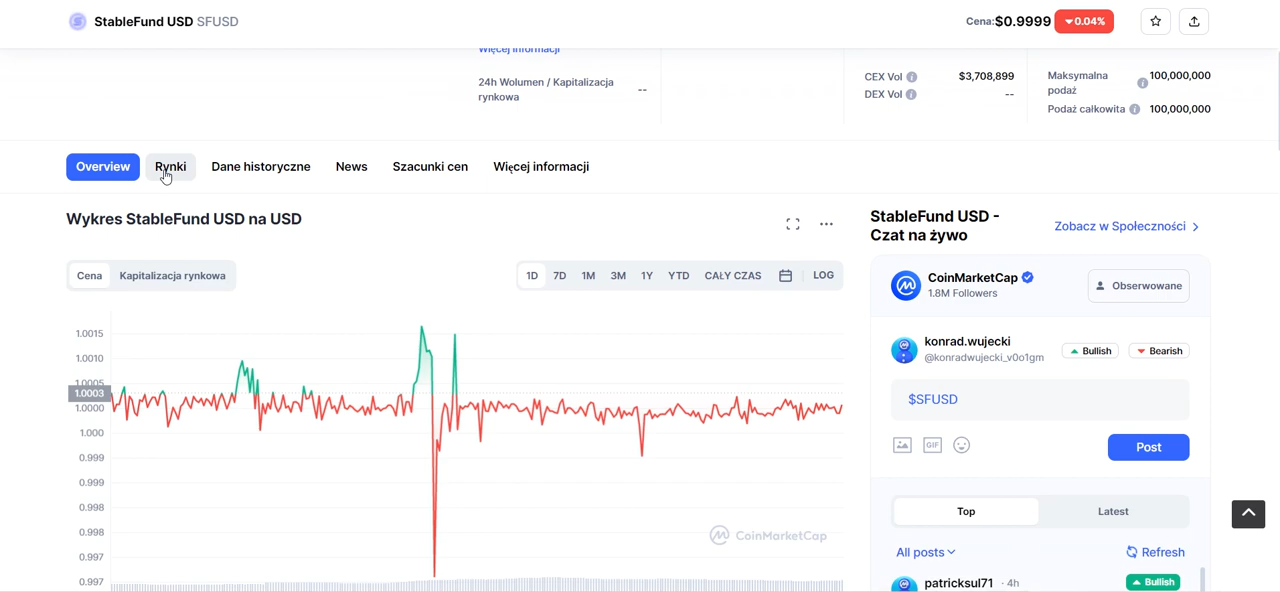 StableFund USD SFUSD
Cena:$0.9999 0.04%
Więcej informacji
24h Wolumen / Kapitalizacja
rynkowa
--
CEX Vol $3,708,899
DEX Vol --
Maksymalna
podaż
100,000,000
Podaż całkowita 100,000,000
Overview Rynki Dane historyczne News Szacunki cen Więcej informacji
Wykres StableFund USD na USD
Cena Kapitalizacja rynkowa
1D 7D 1M 3M 1Y YTD CAŁY CZAS LOG
1.0015
1.0010
1.0005
1.0003
1.0000
1.000
0.999
0.999
0.998
0.998
0.997
0.997
CoinMarketCap
StableFund USD -
Czat na żywo
Zobacz w Społeczności
CoinMarketCap
1.8M Followers
Obserwowane
konrad.wujecki
@konradwujecki_v0o1gm
Bullish Bearish
$SFUSD
GIF
Post
Top Latest
All posts Refresh
patricksul71 · 4h Bullish